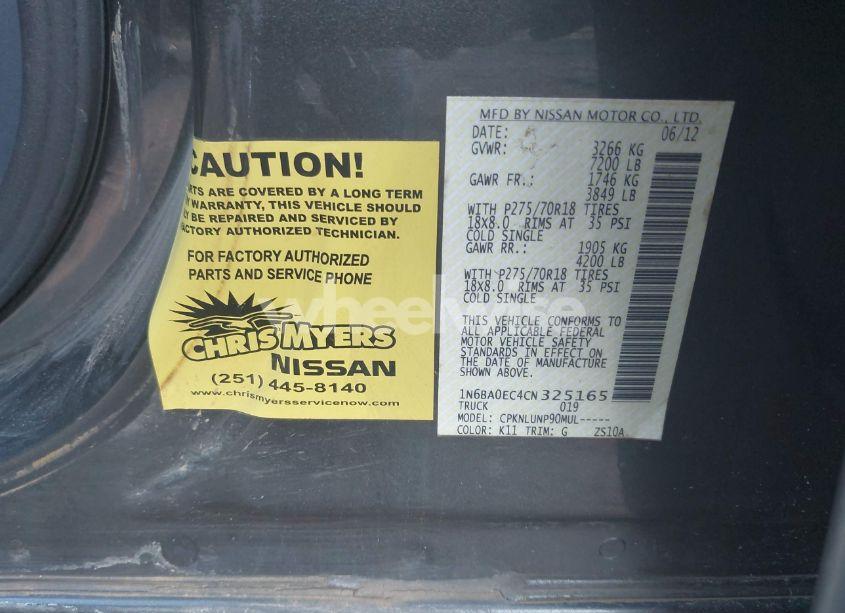 CAUTION!
RTS ARE COVERED BY A LONG TERM
WARRANTY, THIS VEHICLE SHOULD
BE REPAIRED AND SERVICED BY
CTORY AUTHORIZED TECHNICIAN.
FOR FACTORY AUTHORIZED
PARTS AND SERVICE PHONE
CHRIS MYERS
NISSAN
(251) 445-8140
www.chrismyersservicenow.com
MFD BY NISSAN MOTOR CO., LTD.
DATE: 06/12
GVWR: 3266 KG
7200 LB
GAWR FR.: 1746 KG
3849 LB
WITH P275/70R18 TIRES
18x8.0 RIMS AT 35 PSI
COLD SINGLE
GAWR RR.: 1905 KG
4200 LB
WITH P275/70R18 TIRES
18x8.0 RIMS AT 35 PSI
COLD SINGLE
THIS VEHICLE CONFORMS TO
ALL APPLICABLE FEDERAL
MOTOR VEHICLE SAFETY
STANDARDS IN EFFECT ON
THE DATE OF MANUFACTURE
SHOWN ABOVE.
1N6BA0EC4CN325165
TRUCK 019
MODEL: CPKNLUNP90MUL-----
COLOR: K11 TRIM: G ZS10A
wheelwise